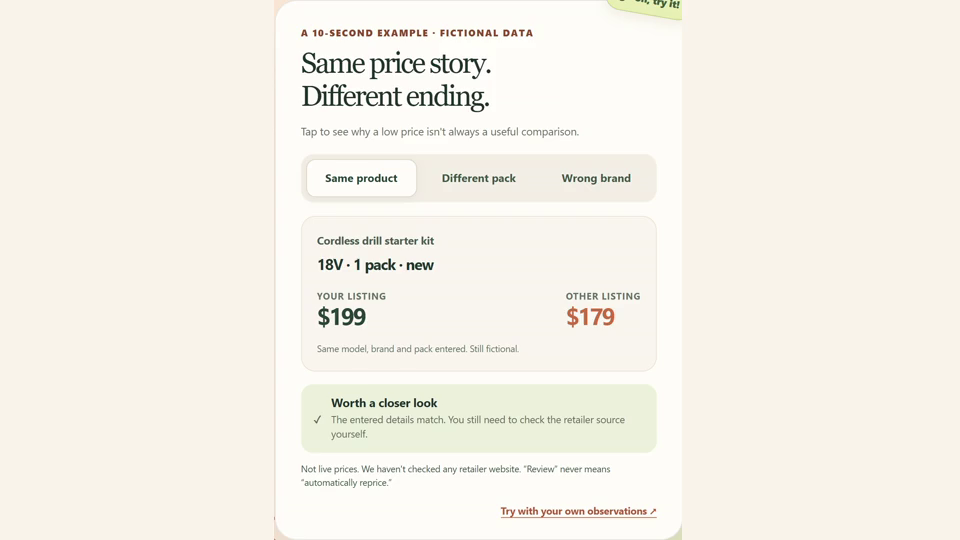 try it!
A 10-SECOND EXAMPLE · FICTIONAL DATA
Same price story.
Different ending.
Tap to see why a low price isn't always a useful comparison.
Same product
Different pack
Wrong brand
Cordless drill starter kit
18V · 1 pack · new
YOUR LISTING
OTHER LISTING
$199
$179
Same model, brand and pack entered. Still fictional.
Worth a closer look
✓ The entered details match. You still need to check the retailer source
yourself.
Not live prices. We haven't checked any retailer website. "Review" never means
"automatically reprice."
Try with your own observations ↗